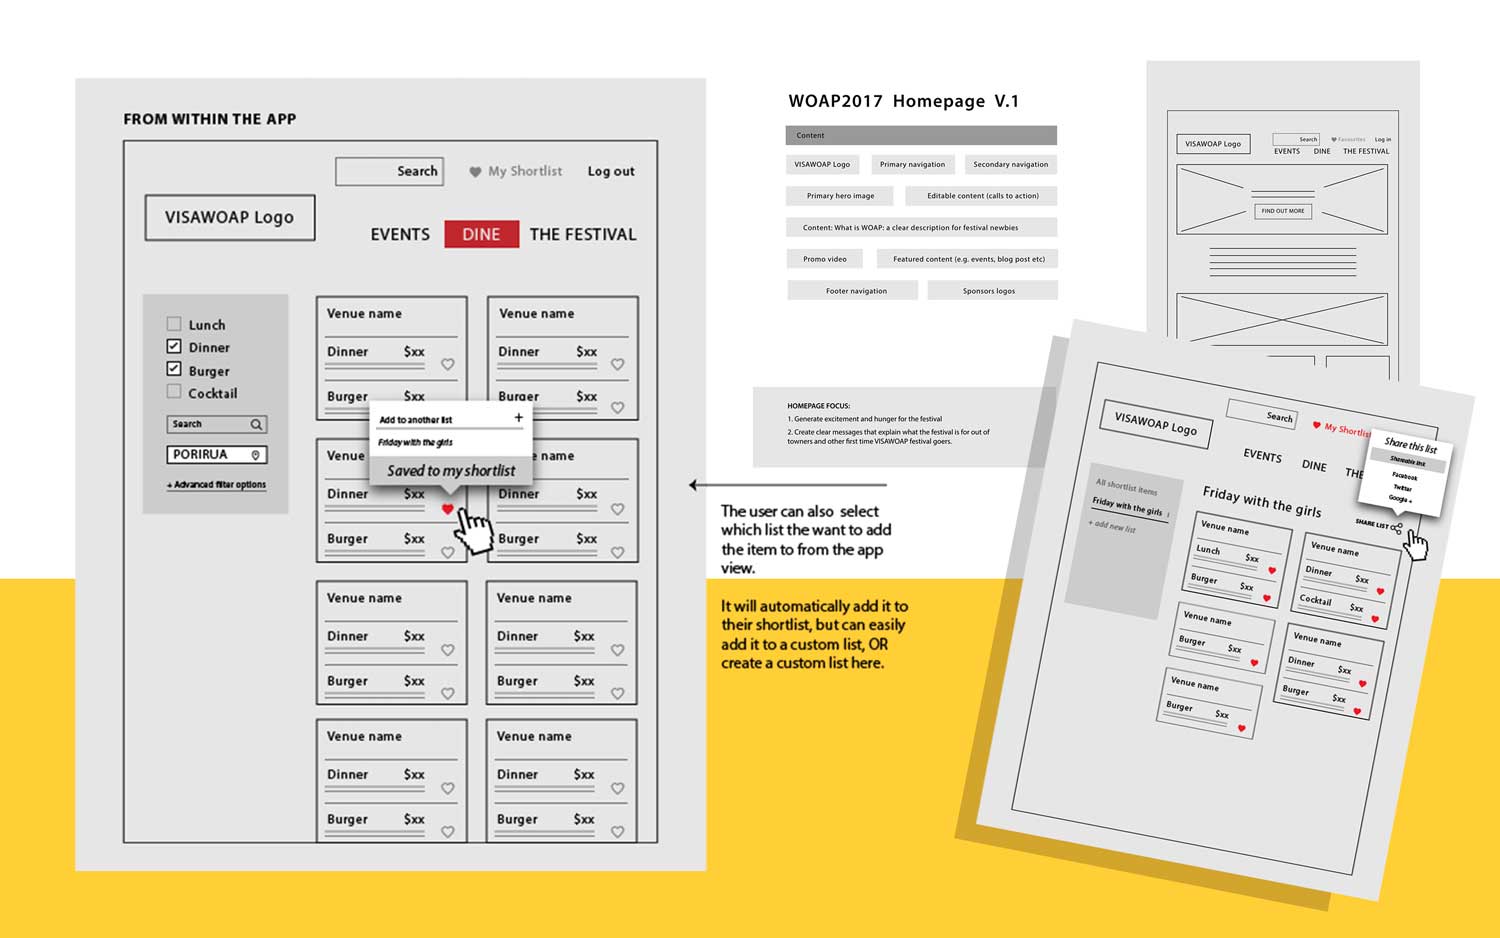 FROM WITHIN THE APP
Search
My Shortlist
Log out
VISAWOAP Logo
EVENTS
DINE
THE FESTIVAL
Lunch
Dinner
Burger
Cocktail
Search
PORIRUA
+ Advanced filter options
Venue name
Dinner $xx
Burger $xx
Venue name
Dinner $xx
Burger $xx
Add to another list +
Friday with the girls
Saved to my shortlist
Venue
Dinner $xx
Burger $xx
e name
$xx
Burger $xx
Venue name
Dinner $xx
Burger $xx
Venue name
Dinner $xx
Burger $xx
Venue name
Dinner $xx
Burger $xx
Venue name
Dinner $xx
Burger $xx
The user can also select
which list the want to add
the item to from the app
view.
It will automatically add it to
their shortlist, but can easily
add it to a custom list, OR
create a custom list here.
WOAP2017 Homepage V.1
Content
VISAWOAP Logo
Primary navigation
Secondary navigation
Primary hero image
Editable content (calls to action)
Content: What is WOAP: a clear description for festival newbies
Promo video
Featured content (e.g. events, blog post etc)
Footer navigation
Sponsors logos
HOMEPAGE FOCUS:
1. Generate excitement and hunger for the festival
2. Create clear messages that explain what the festival is for out of
towners and other first time VISAWOAP festival goers.
VISAWOAP Logo
Search
Favourites
Log in
EVENTS
DINE
THE FESTIVAL
FIND OUT MORE
VISAWOAP Logo
Search
My Shortlist
EVENTS
DINE
THE
Share this list
Shareable link
Facebook
Twitter
Google +
SHARE LIST
All shortlist items
Friday with the girls
+ add new list
Friday with the girls
Venue name
Lunch $xx
Burger $xx
Venue name
Dinner $xx
Cocktail $xx
Venue name
Burger $xx
Venue name
Dinner $xx
Burger $xx
Venue name
Burger $xx